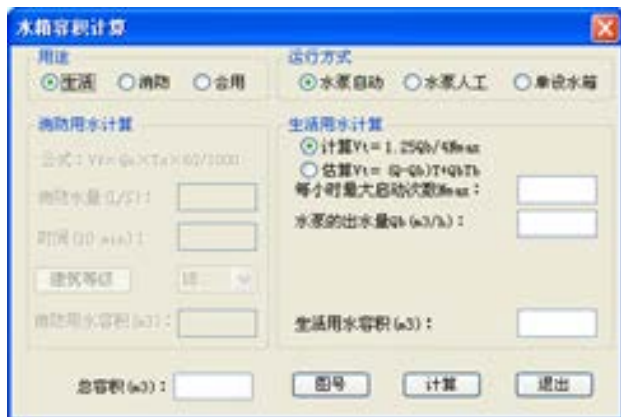 水箱容积计算
用途
生活 消防 合用
运行方式
水泵自动 水泵人工 单设水箱
消防用水计算
公式：Vf=Qx×Tx×60/1000
消防水量(L/S)：
时间(10 min)：
建筑等级
消防用水容积(m3)：
生活用水计算
计算Vt=1.25Qb/4Nmax
估算Vt= (Q-Qb)T+QbTb
每小时最大启动次数Nmax：
水泵的出水量Qb(m3/h)：
生活用水容积(m3)：
总容积(m3)：
图号 计算 退出